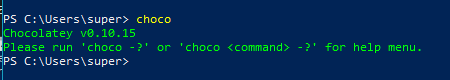 PS C:\Users\super> choco
Chocolatey v0.10.15
Please run 'choco -?' or 'choco <command> -?' for help menu.
PS C:\Users\super>